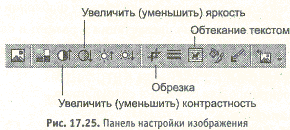 Увеличить (уменьшить) яркость
Обтекание текстом
Обрезка
Увеличить (уменьшить) контрастность
Рис. 17.25. Панель настройки изображения